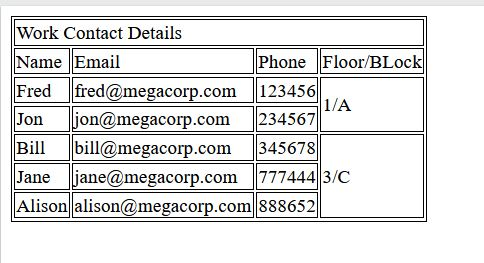 Work Contact Details
Name Email Phone Floor/BLock
Fred fred@megacorp.com 123456 1/A
Jon jon@megacorp.com 234567
Bill bill@megacorp.com 345678
Jane jane@megacorp.com 777444 3/C
Alison alison@megacorp.com 888652